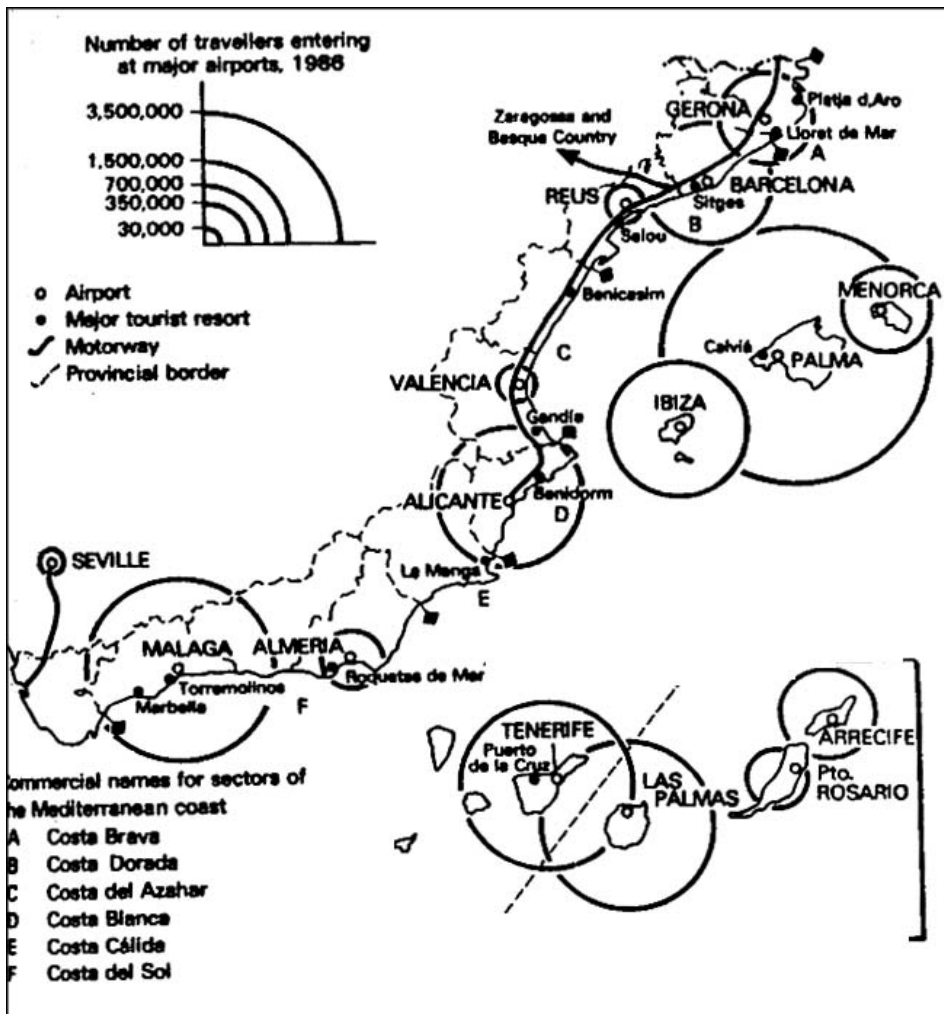 Number of travellers entering
at major airports, 1986
3,500,000
1,500,000
700,000
350,000
30,000
Airport
Major tourist resort
Motorway
Provincial border
Zaragossa and
Basque Country
GERONA
Platja d,Aro
Lloret de Mar
A
BARCELONA
REUS
Sitges
B
Salou
Benicasim
MENORCA
C
Calviá
PALMA
VALENCIA
IBIZA
Gandía
ALICANTE
Benidorm
D
SEVILLE
La Manga
E
MALAGA
ALMERIA
Torremolinos
Roquetas de Mar
Marbella
F
TENERIFE
Puerto
de la Cruz
LAS
PALMAS
ARRECIFE
Pto.
ROSARIO
ommercial names for sectors of
he Mediterranean coast
A Costa Brava
B Costa Dorada
C Costa del Azahar
D Costa Blanca
E Costa Cálida
F Costa del Sol